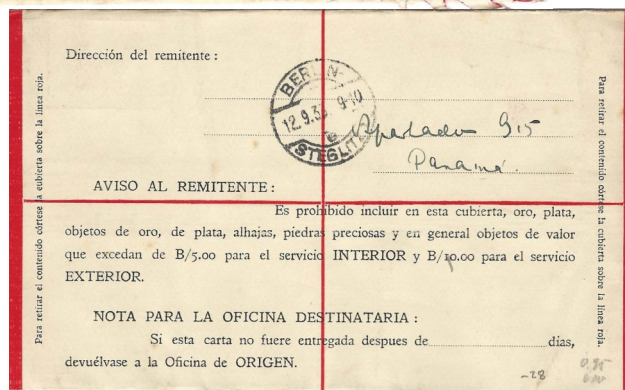 Dirección del remitente :
BERLIN-
12.9.33 9-10
e
STEGLITZ
Apartado 915
Panamá.
AVISO AL REMITENTE :
Es prohibido incluir en esta cubierta, oro, plata,
objetos de oro, de plata, alhajas, piedras preciosas y en general objetos de valor
que excedan de B/5.00 para el servicio INTERIOR y B/10.00 para el servicio
EXTERIOR.
NOTA PARA LA OFICINA DESTINATARIA :
Si esta carta no fuere entregada despues de dias,
devuélvase a la Oficina de ORIGEN.
Para retirar el contenido córtese la cubierta sobre la línea roja.
Para retirar el contenido córtese la cubierta sobre la línea roja.
-28
0.95